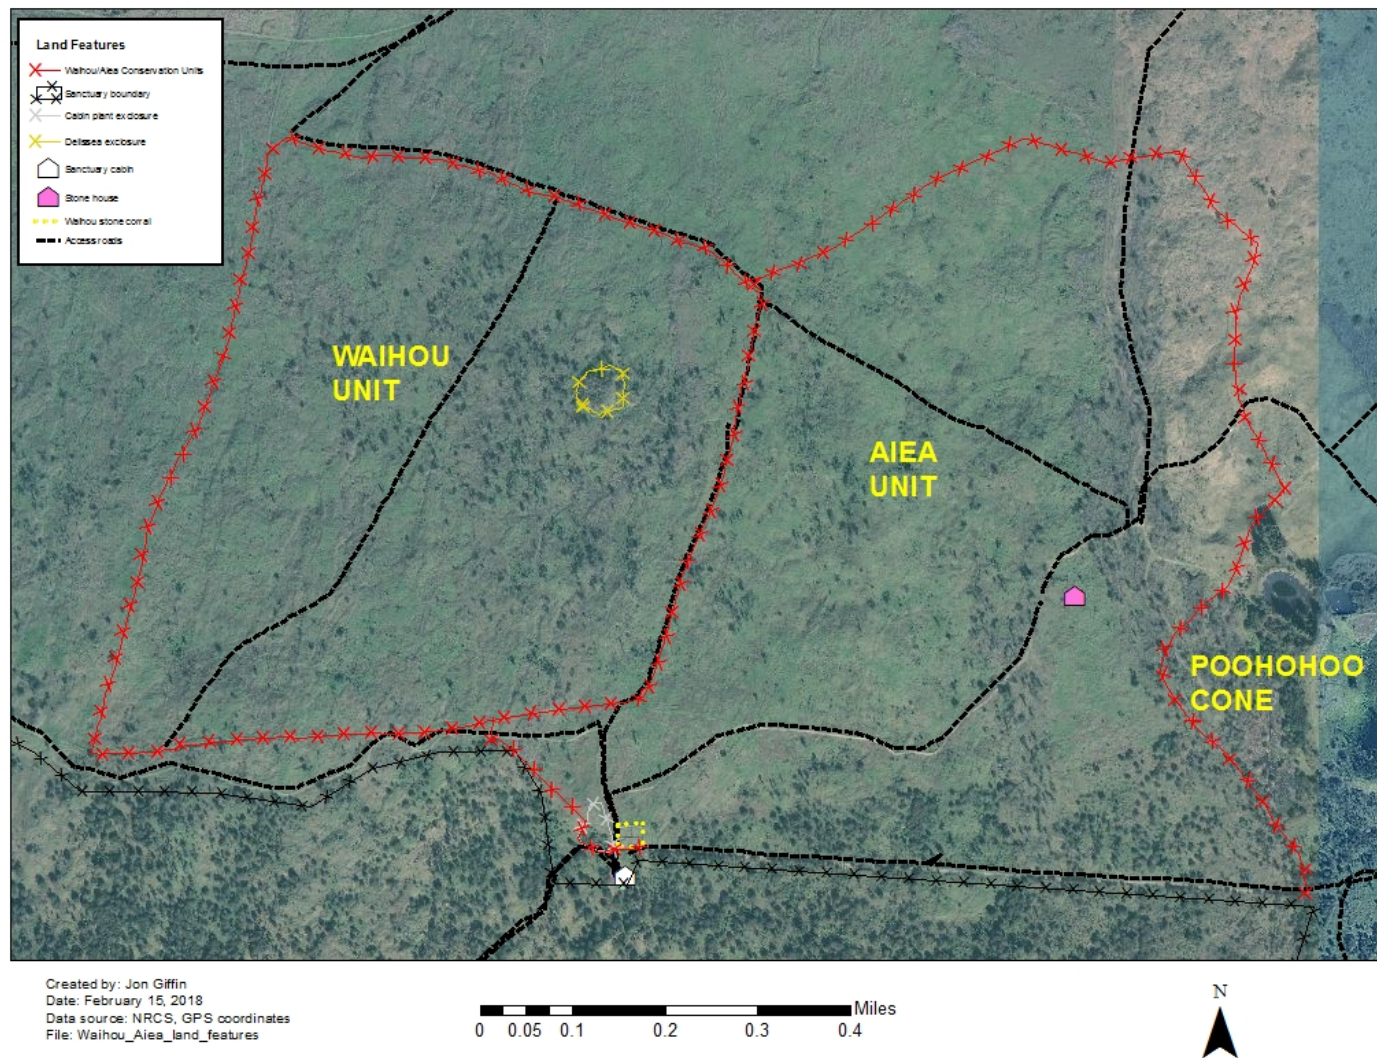 Land Features
Waihou/Aiea Conservation Units
Sanctuary boundary
Cabin plant exclosure
Delissea exclosure
Sanctuary cabin
Stone house
Waihou stone corral
Access roads
WAIHOU
UNIT
AIEA
UNIT
POOHOHOO
CONE
Created by: Jon Giffin
Date: February 15, 2018
Data source: NRCS, GPS coordinates
File: Waihou_Aiea_land_features
Miles
0 0.05 0.1 0.2 0.3 0.4
N